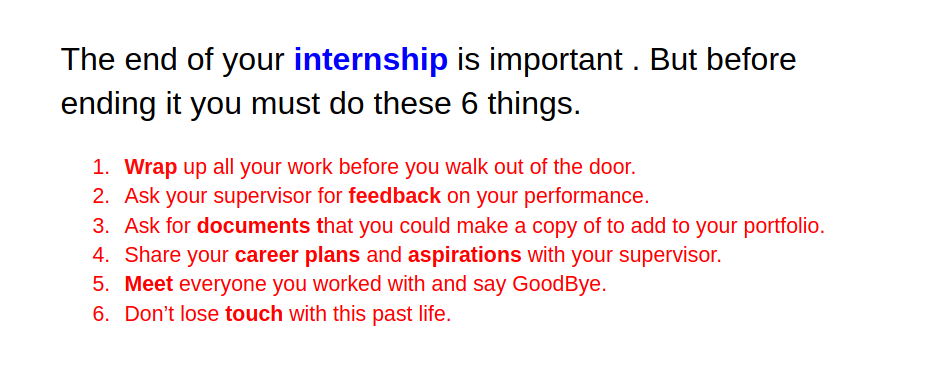 The end of your internship is important . But before
ending it you must do these 6 things.
1. Wrap up all your work before you walk out of the door.
2. Ask your supervisor for feedback on your performance.
3. Ask for documents that you could make a copy of to add to your portfolio.
4. Share your career plans and aspirations with your supervisor.
5. Meet everyone you worked with and say GoodBye.
6. Don’t lose touch with this past life.